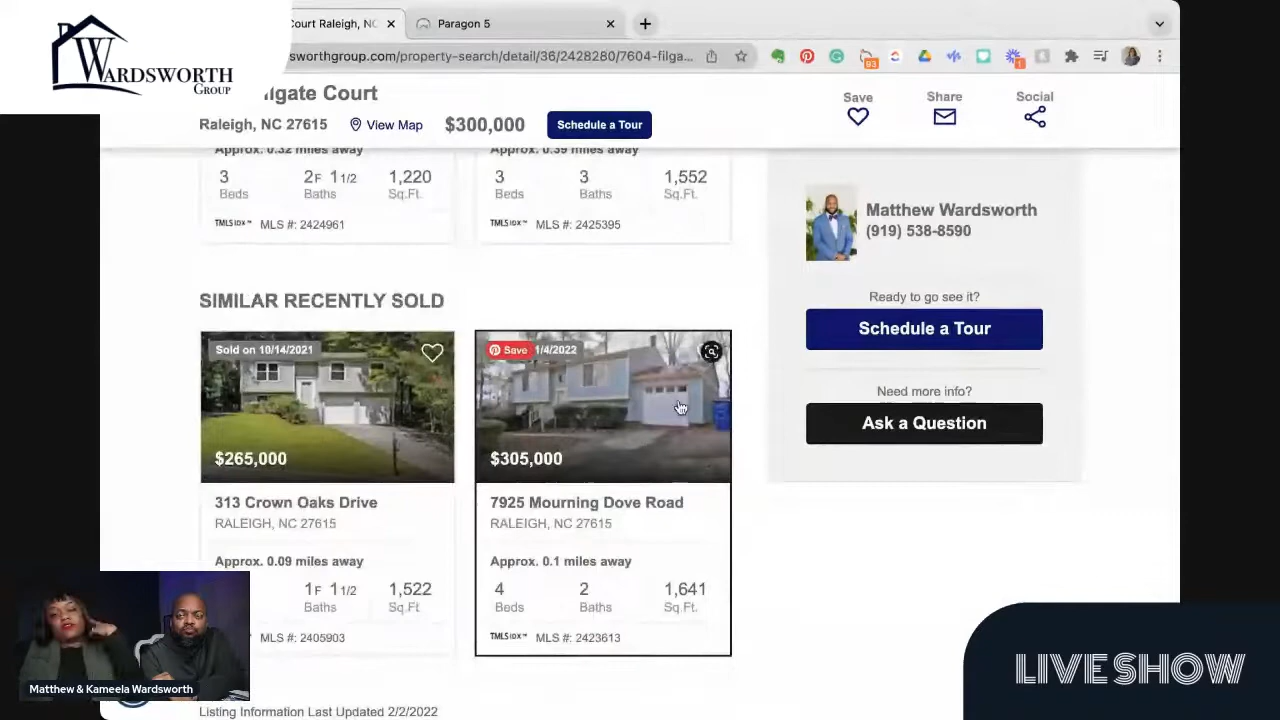 WARDSWORTH
GROUP
Court Raleigh, NC
Paragon 5
sworthgroup.com/property-search/detail/36/2428280/7604-filga...
93
1
lgate Court
Raleigh, NC 27615
View Map
$300,000
Schedule a Tour
Save
Share
Social
Approx. 0.32 miles away
3
2F 1 1/2
1,220
Beds
Baths
Sq.Ft.
TMLS IDX™ MLS #: 2424961
Approx. 0.39 miles away
3
3
1,552
Beds
Baths
Sq.Ft.
TMLS IDX™ MLS #: 2425395
Matthew Wardsworth
(919) 538-8590
Ready to go see it?
Schedule a Tour
Need more info?
Ask a Question
SIMILAR RECENTLY SOLD
Sold on 10/14/2021
$265,000
313 Crown Oaks Drive
RALEIGH, NC 27615
Approx. 0.09 miles away
1F 1 1/2
1,522
Baths
Sq.Ft.
MLS #: 2405903
Save
1/4/2022
$305,000
7925 Mourning Dove Road
RALEIGH, NC 27615
Approx. 0.1 miles away
4
2
1,641
Beds
Baths
Sq.Ft.
TMLS IDX™ MLS #: 2423613
Listing Information Last Updated 2/2/2022
Matthew & Kameela Wardsworth
LIVE SHOW